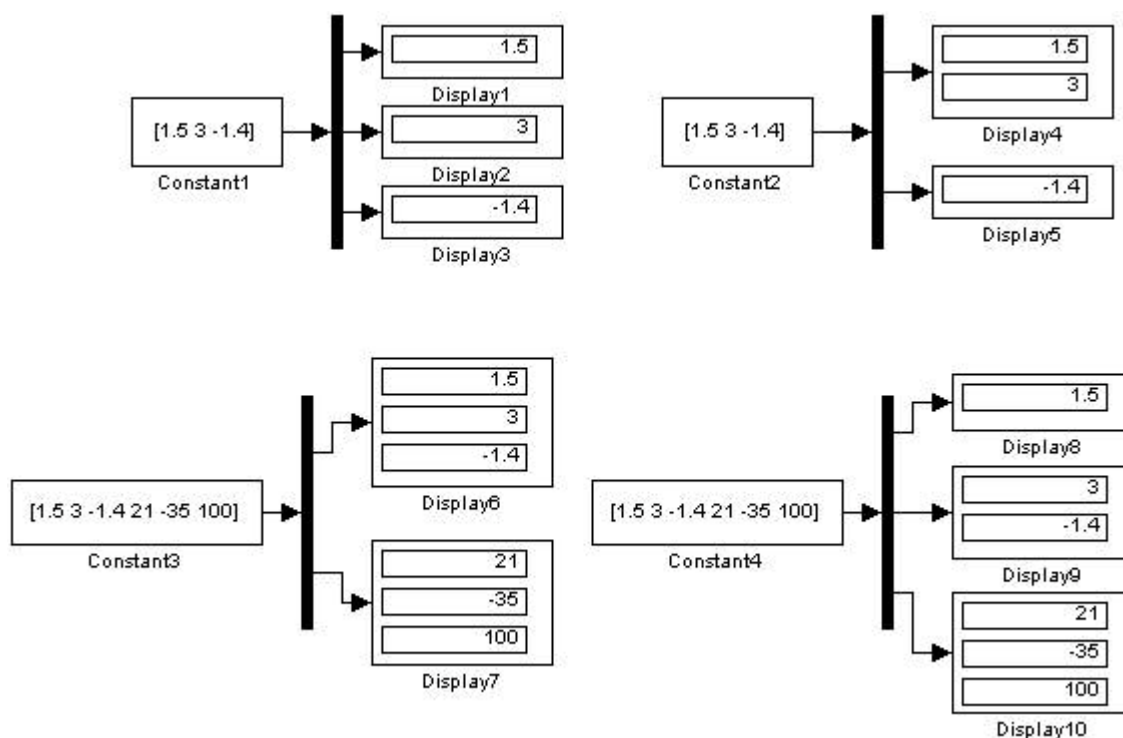 1.5
Display1
[1.5 3 -1.4]
Constant1
3
Display2
-1.4
Display3
1.5
3
Display4
[1.5 3 -1.4]
Constant2
-1.4
Display5
1.5
3
-1.4
Display6
[1.5 3 -1.4 21 -35 100]
Constant3
21
-35
100
Display7
1.5
Display8
3
-1.4
Display9
[1.5 3 -1.4 21 -35 100]
Constant4
21
-35
100
Display10